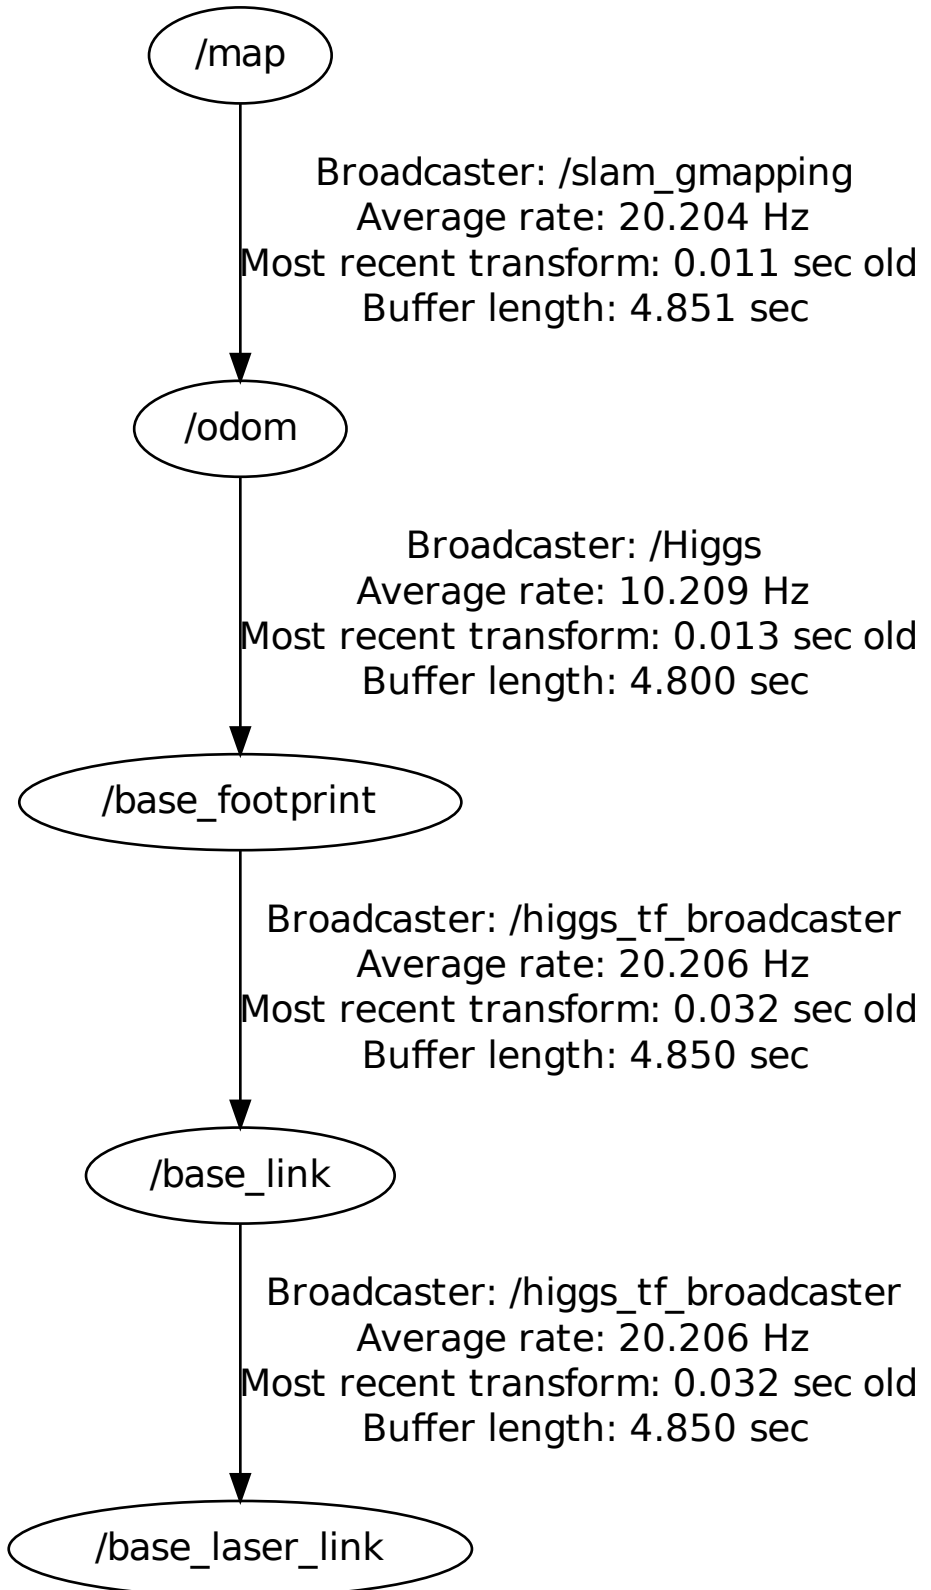 /map
Broadcaster: /slam_gmapping
Average rate: 20.204 Hz
Most recent transform: 0.011 sec old
Buffer length: 4.851 sec
/odom
Broadcaster: /Higgs
Average rate: 10.209 Hz
Most recent transform: 0.013 sec old
Buffer length: 4.800 sec
/base_footprint
Broadcaster: /higgs_tf_broadcaster
Average rate: 20.206 Hz
Most recent transform: 0.032 sec old
Buffer length: 4.850 sec
/base_link
Broadcaster: /higgs_tf_broadcaster
Average rate: 20.206 Hz
Most recent transform: 0.032 sec old
Buffer length: 4.850 sec
/base_laser_link